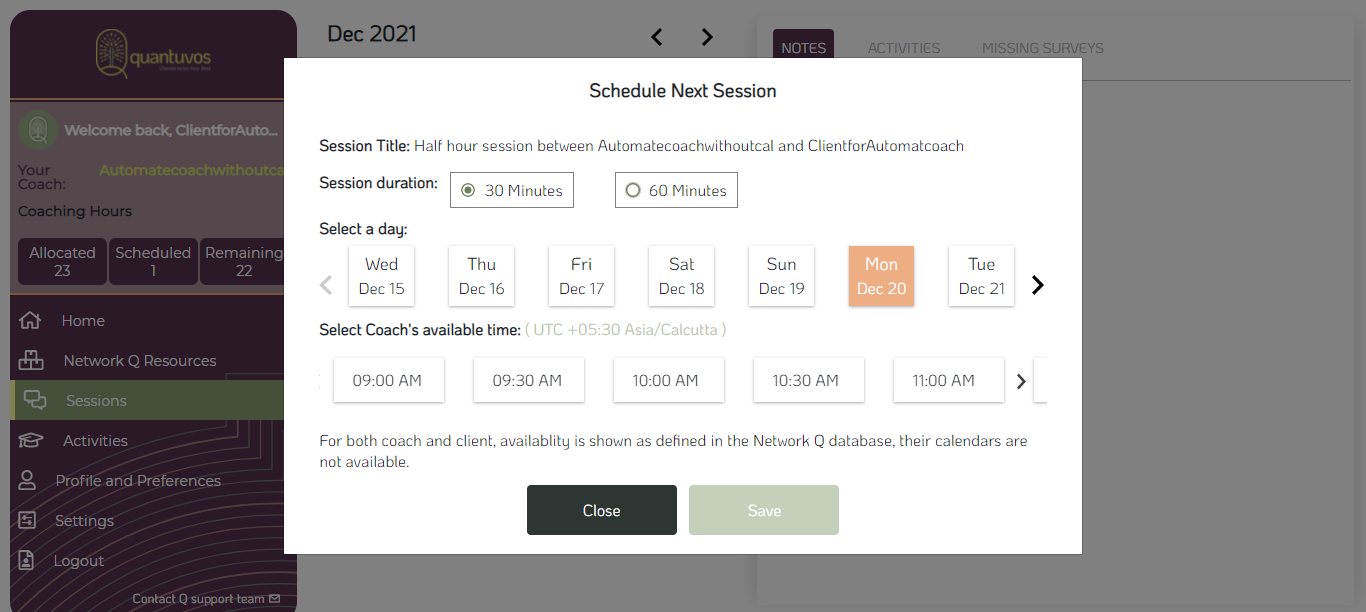 quantuvos
Dec 2021
NOTES
ACTIVITIES
MISSING SURVEYS
Welcome back, ClientforAuto...
Your Coach:
Automatecoachwithoutca
Coaching Hours
Allocated
23
Scheduled
1
Remaining
22
Home
Network Q Resources
Sessions
Activities
Profile and Preferences
Settings
Logout
Contact Q support team
Schedule Next Session
Session Title: Half hour session between Automatecoachwithoutcal and ClientforAutomatcoach
Session duration:
30 Minutes
60 Minutes
Select a day:
Wed
Dec 15
Thu
Dec 16
Fri
Dec 17
Sat
Dec 18
Sun
Dec 19
Mon
Dec 20
Tue
Dec 21
Select Coach's available time: ( UTC +05:30 Asia/Calcutta )
09:00 AM
09:30 AM
10:00 AM
10:30 AM
11:00 AM
For both coach and client, availablity is shown as defined in the Network Q database, their calendars are
not available.
Close
Save